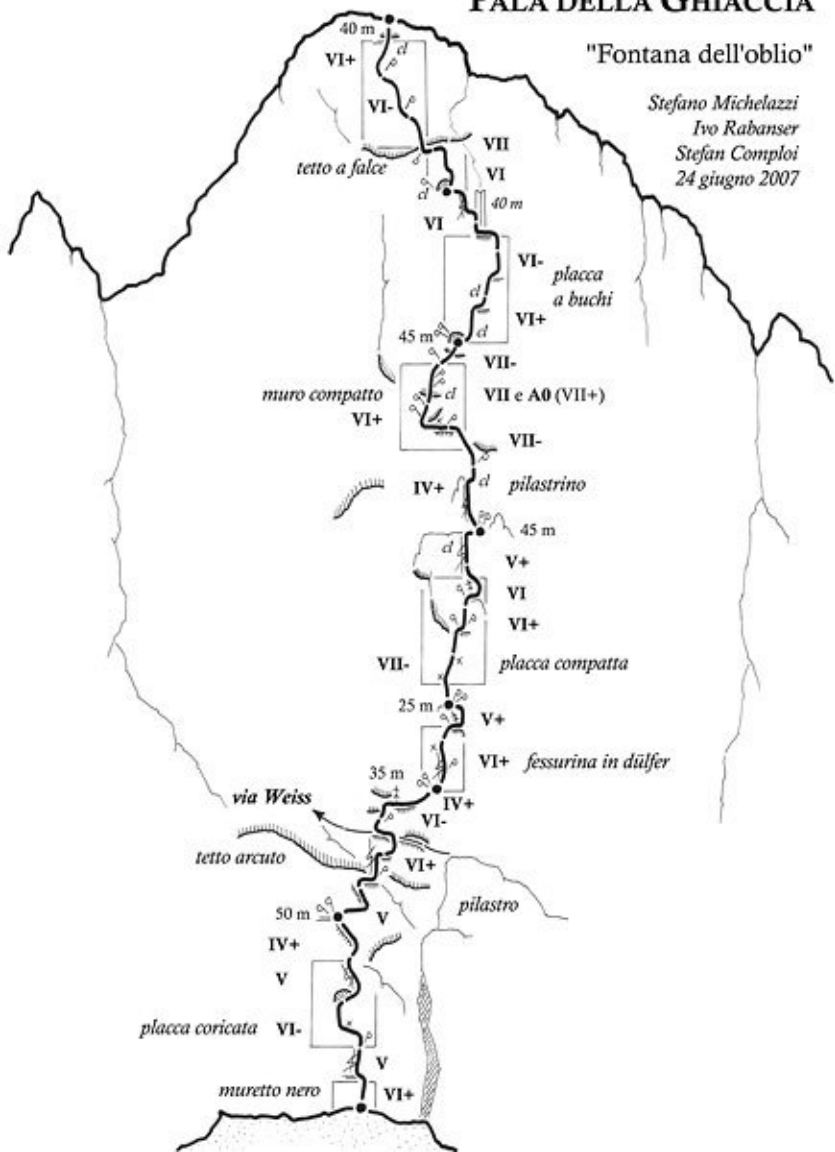 PALA DELLA GHIACCIA
"Fontana dell'oblio"
Stefano Michelazzi
Ivo Rabanser
Stefan Comploi
24 giugno 2007
40 m
cl
VI+
VI-
VII
tetto a falce
VI
cl
40 m
VI
VI-
placca
a buchi
cl
VI+
cl
45 m
VII-
muro compatto
cl
VII e A0 (VII+)
VI+
VII-
IV+
cl
pilastrino
45 m
cl
V+
VI
VI+
VII-
placca compatta
25 m
V+
VI+
fessurina in dülfer
35 m
via Weiss
IV+
VI-
tetto arcuto
VI+
pilastro
50 m
V
IV+
V
placca coricata
VI-
V
muretto nero
VI+